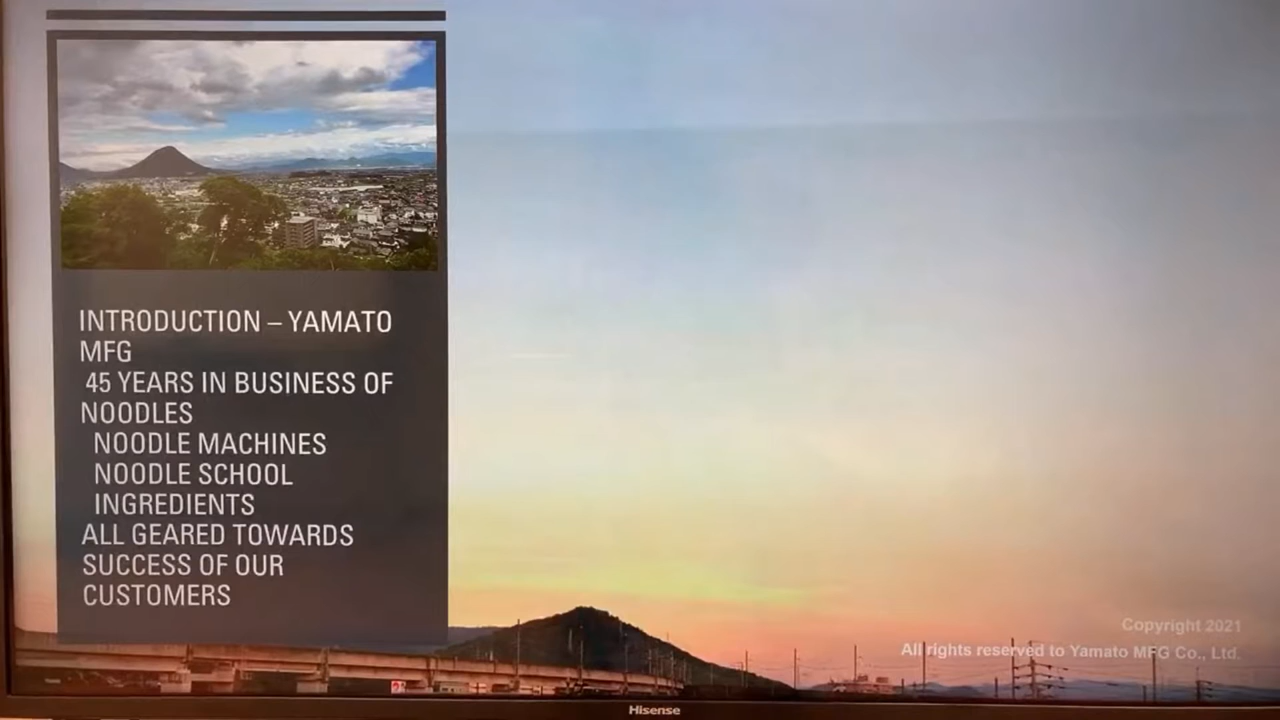 INTRODUCTION – YAMATO
MFG
45 YEARS IN BUSINESS OF
NOODLES
NOODLE MACHINES
NOODLE SCHOOL
INGREDIENTS
ALL GEARED TOWARDS
SUCCESS OF OUR
CUSTOMERS
Copyright 2021
All rights reserved to Yamato MFG Co., Ltd.
Hisense